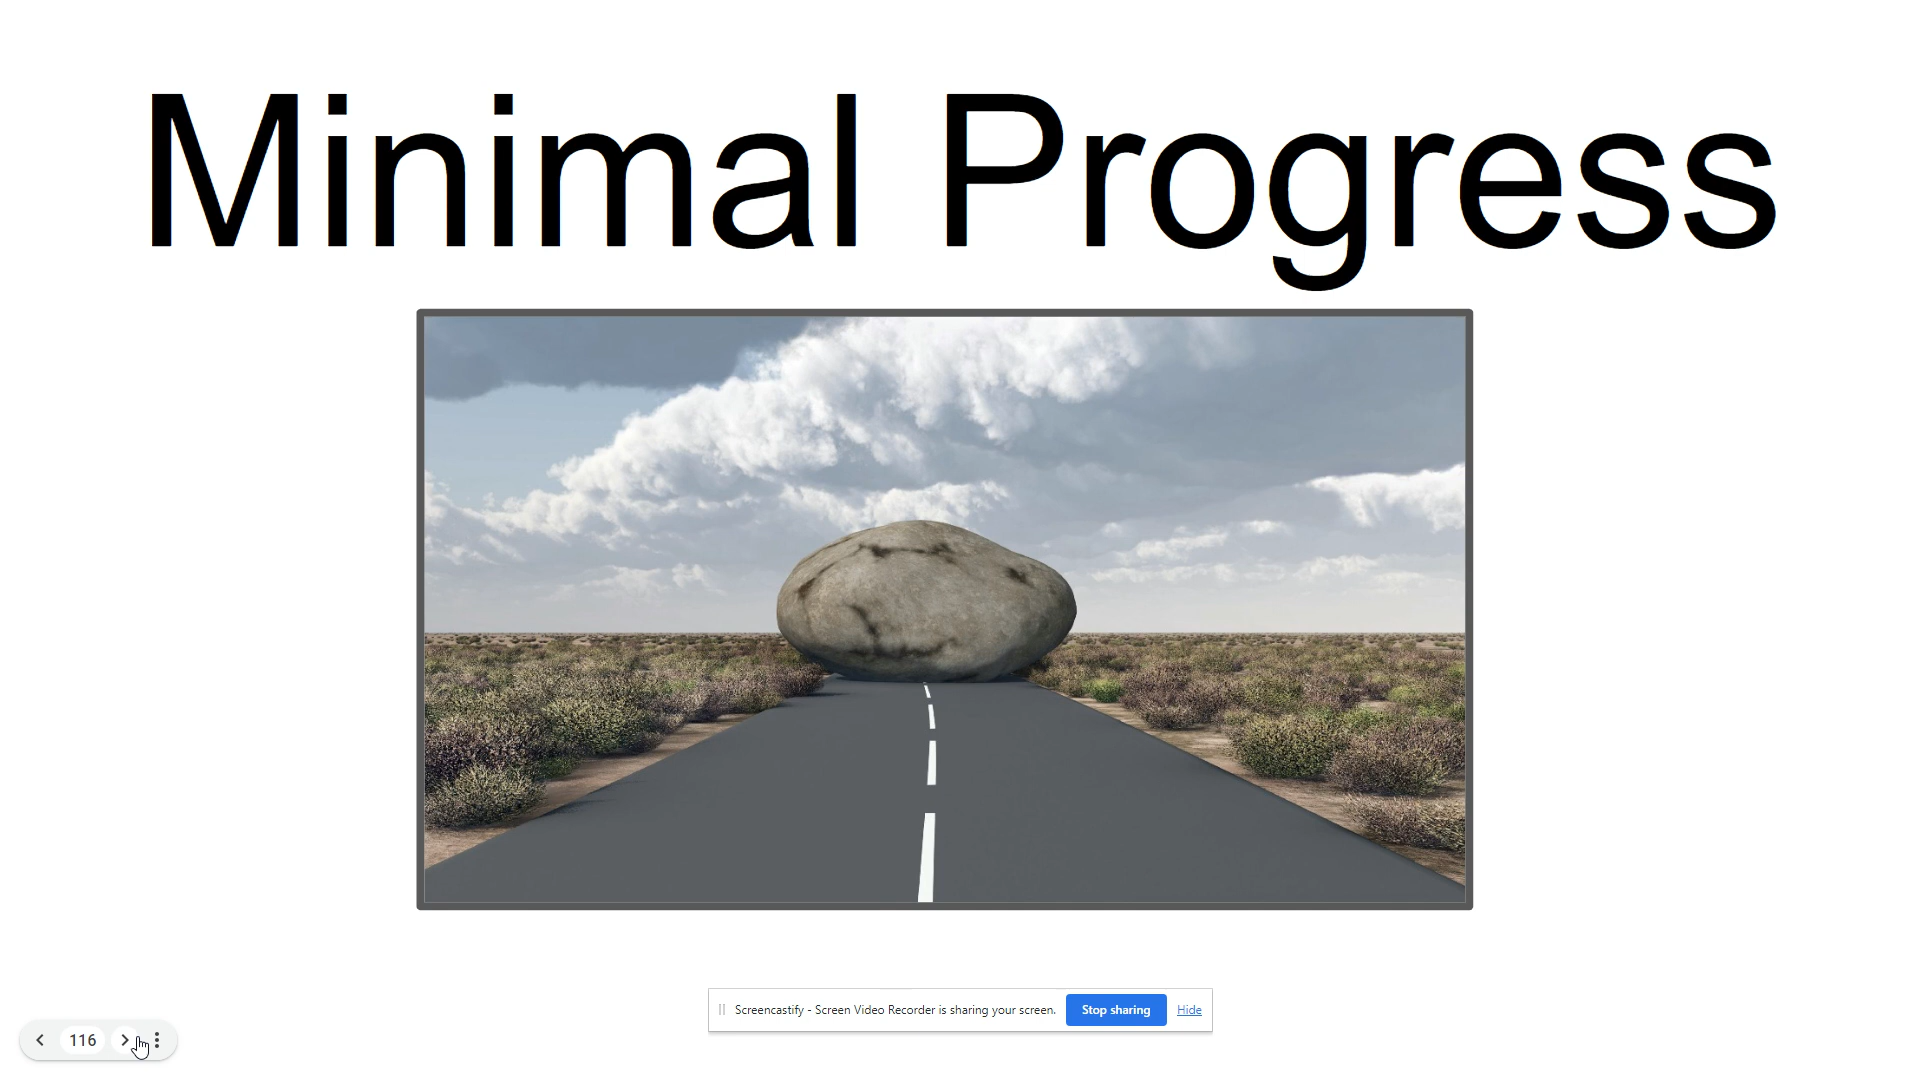 Minimal Progress
Screencastify - Screen Video Recorder is sharing your screen. Stop sharing Hide
116